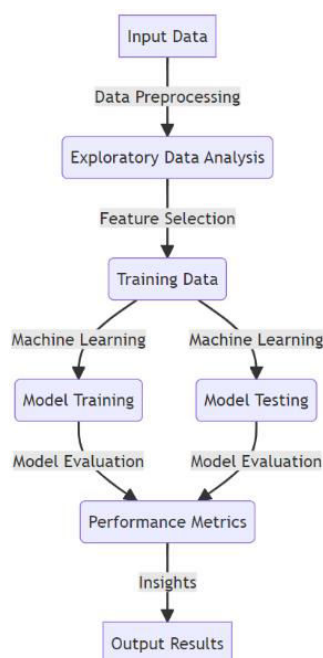 Input Data
Data Preprocessing
Exploratory Data Analysis
Feature Selection
Training Data
Machine Learning
Machine Learning
Model Training
Model Testing
Model Evaluation
Model Evaluation
Performance Metrics
Insights
Output Results